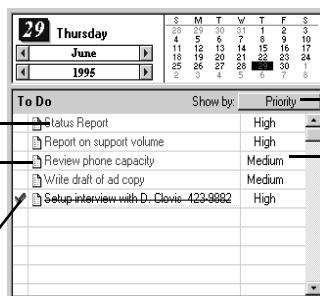 29 Thursday
June
1995
S M T W T F S
28 29 30 31 1 2 3
4 5 6 7 8 9 10
11 12 13 14 15 16 17
18 19 20 21 22 23 24
25 26 27 28 29 30 1
2 3 4 5 6 7 8
To Do Show by: Priority
Status Report High
Report on support volume High
Review phone capacity Medium
Write draft of ad copy Medium
Setup interview with D. Clovis 423-9882 High